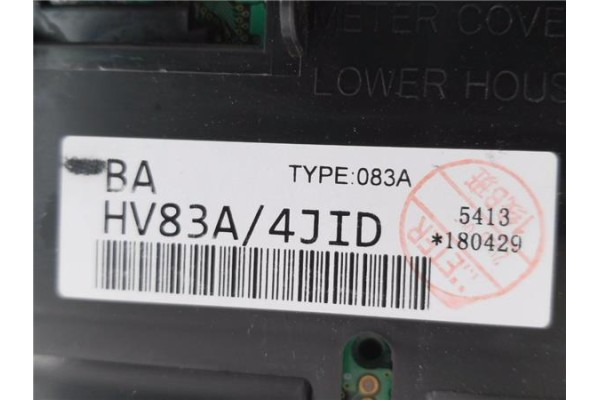 METER COVE
LOWER HOUS
BA
TYPE:083A
HV83A/4JID
5413
*180429